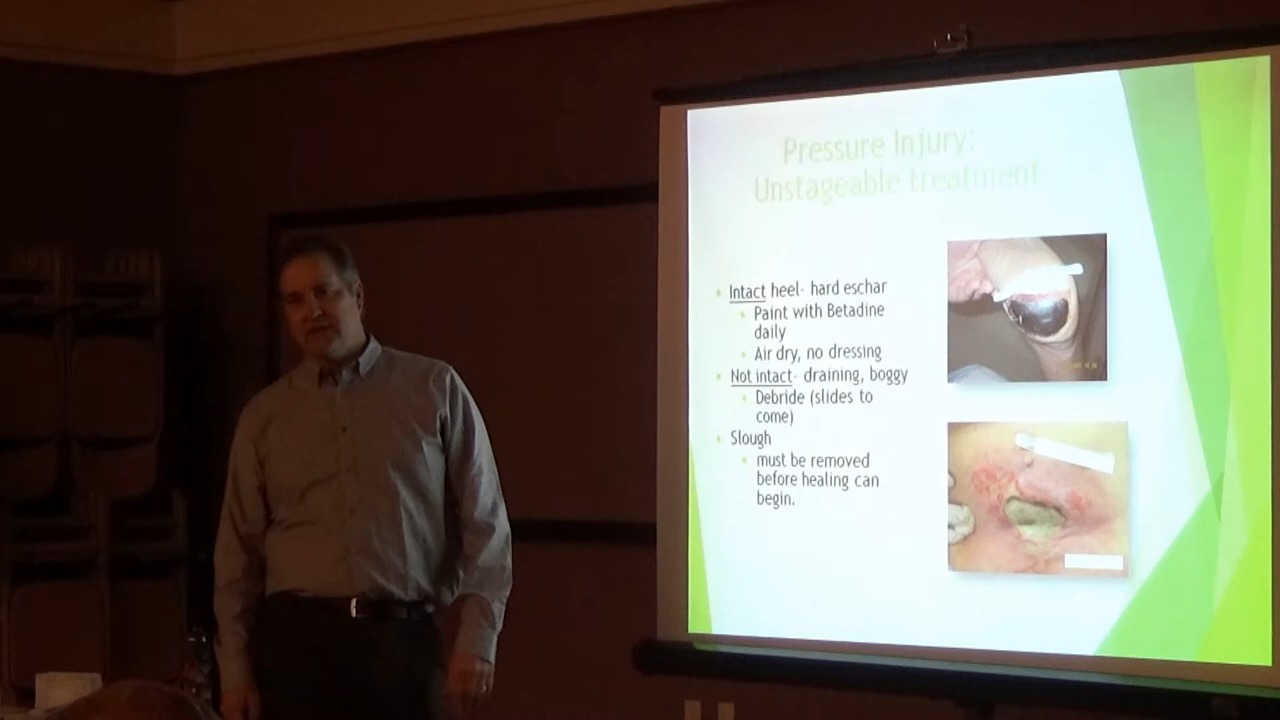 Pressure Injury:
Unstageable treatment
Intact heel- hard eschar
Paint with Betadine
daily
Air dry, no dressing
Not intact- draining, boggy
Debride (slides to
come)
Slough
must be removed
before healing can
begin.